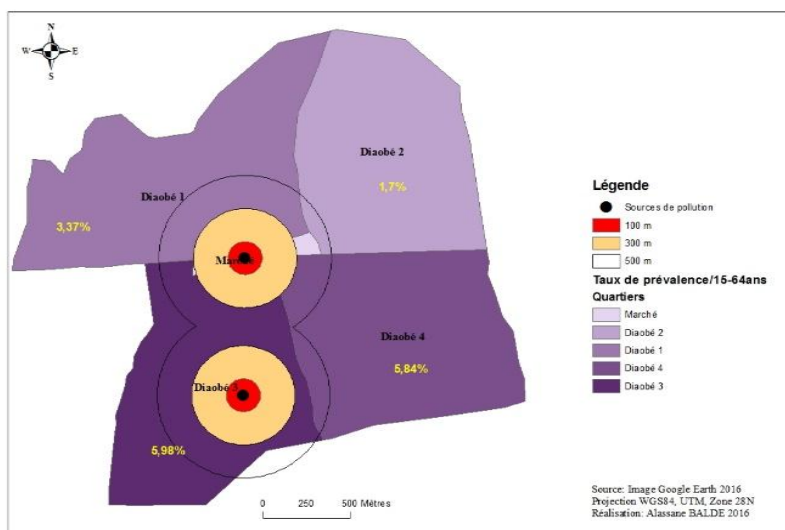 N
W E
S
Diaobé 2
1,7%
Diaobé 1
3,37%
Marché
Diaobé 4
5,84%
Diaobé 3
5,98%
0 250 500 Mètres
Légende
Sources de pollution
100 m
300 m
500 m
Taux de prévalence/15-64ans
Quartiers
Marché
Diaobé 2
Diaobé 1
Diaobé 4
Diaobé 3
Source: Image Google Earth 2016
Projection WGS84, UTM, Zone 28N
Réalisation: Alassane BALDE 2016